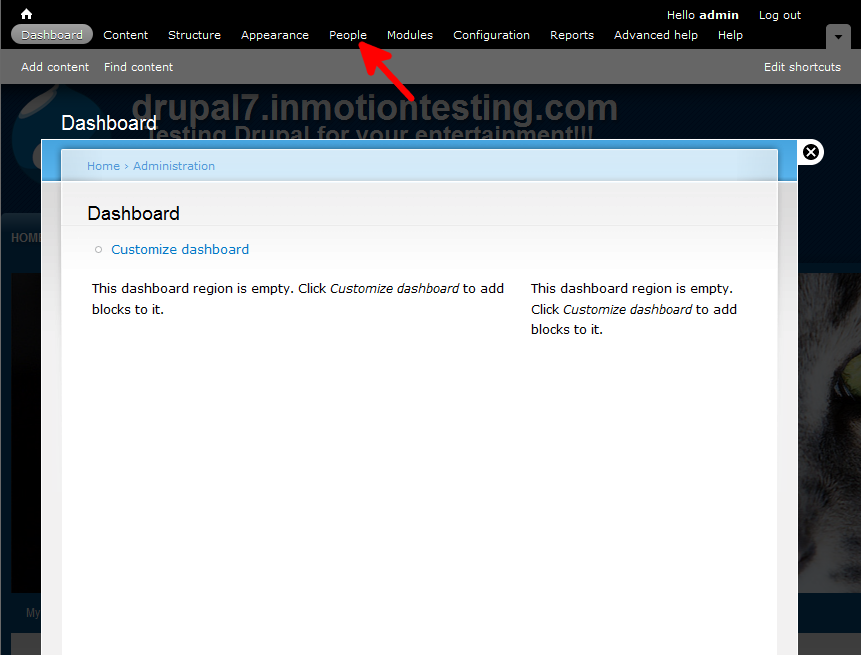 Hello admin Log out
Dashboard Content Structure Appearance People Modules Configuration Reports Advanced help Help
Add content Find content Edit shortcuts
drupal7.inmotiontesting.com
Testing Drupal for your entertainment!!!
Dashboard
Home › Administration
HOME
Dashboard
Customize dashboard
This dashboard region is empty. Click Customize dashboard to add
blocks to it.
This dashboard region is empty.
Click Customize dashboard to add
blocks to it.
My